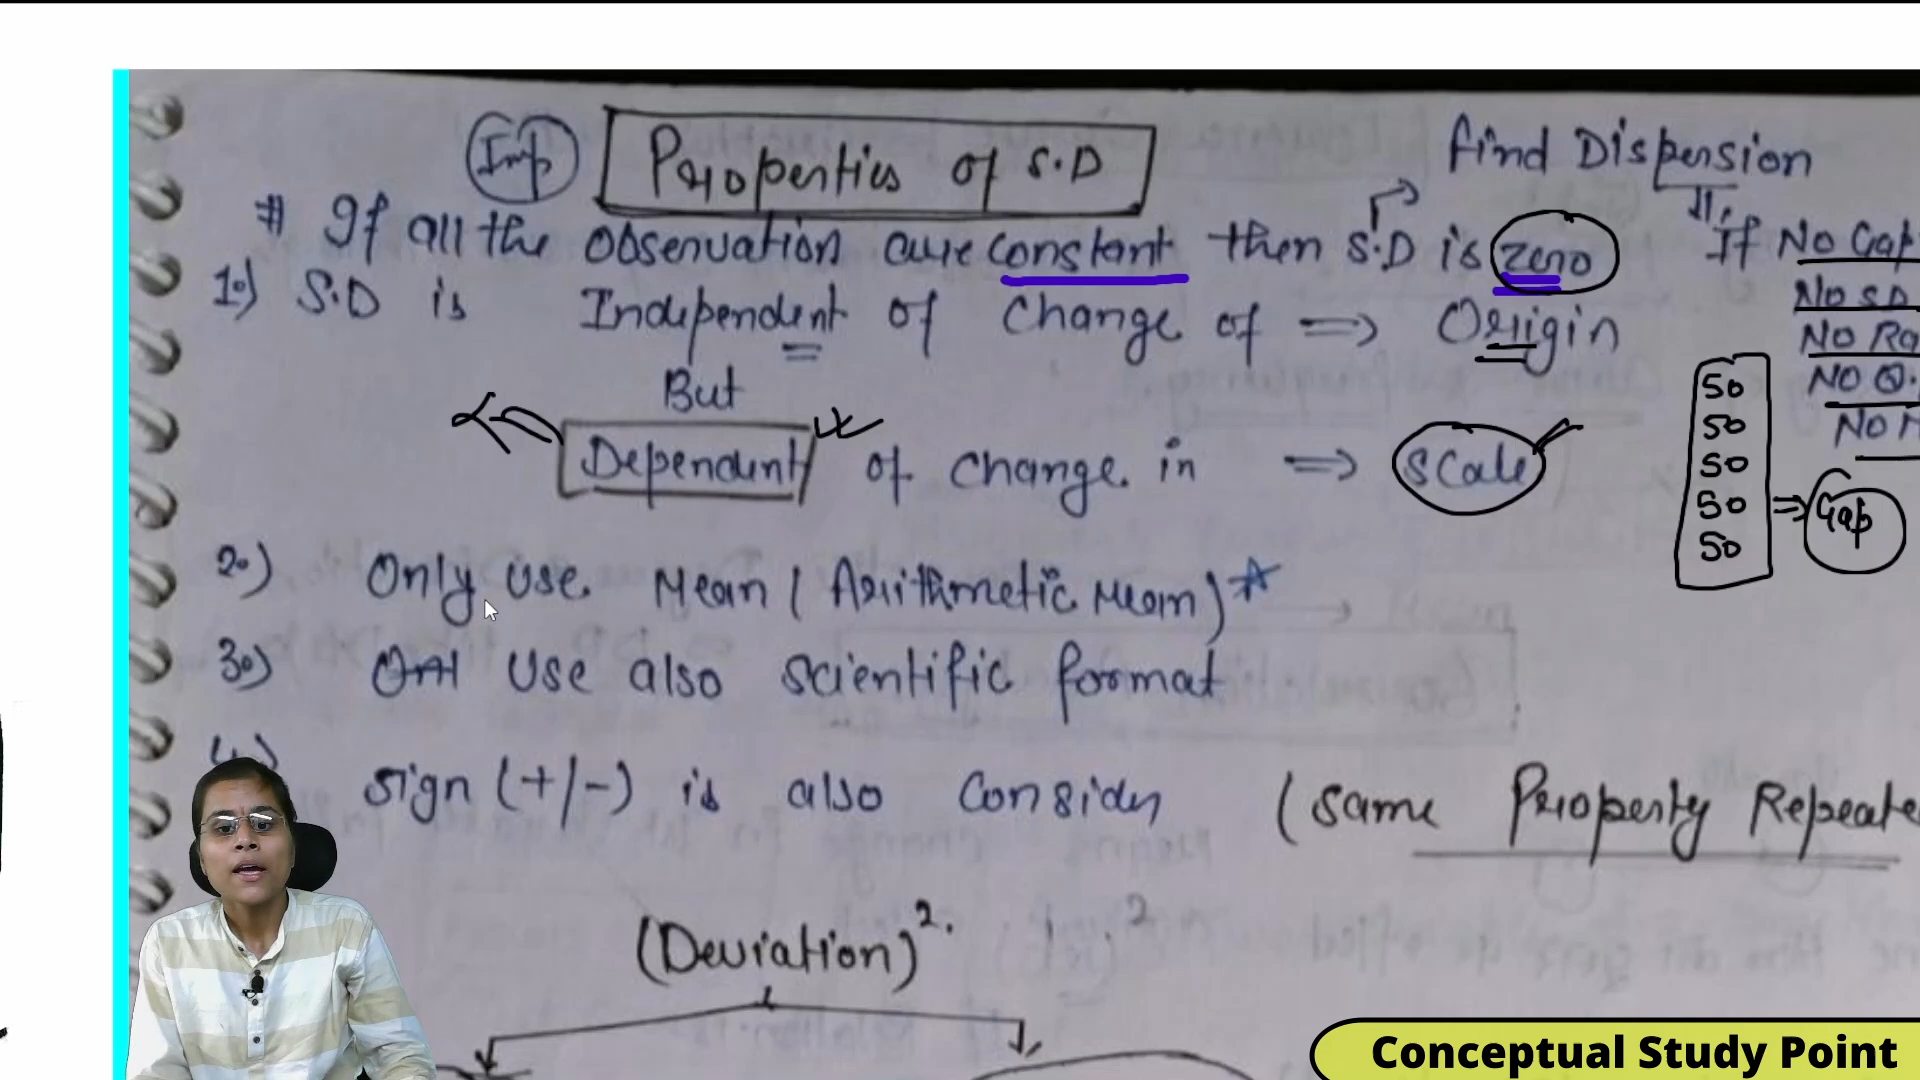 Imp Properties of S.D
find Dispersion
# If all the observation are constant then S.D is zero
If No Gap
No SD
1.) S.D is Independent of Change of ⇒ Origin
But
Dependent of change in ⇒ scale
50
50
50
50 ⇒ Gap
50
2.) Only use Mean (Arithmetic Mean) ☆
3.) Use also scientific format
4.) sign (+/-) is also Consider (same Property
(Deviation)².
Conceptual Study Point